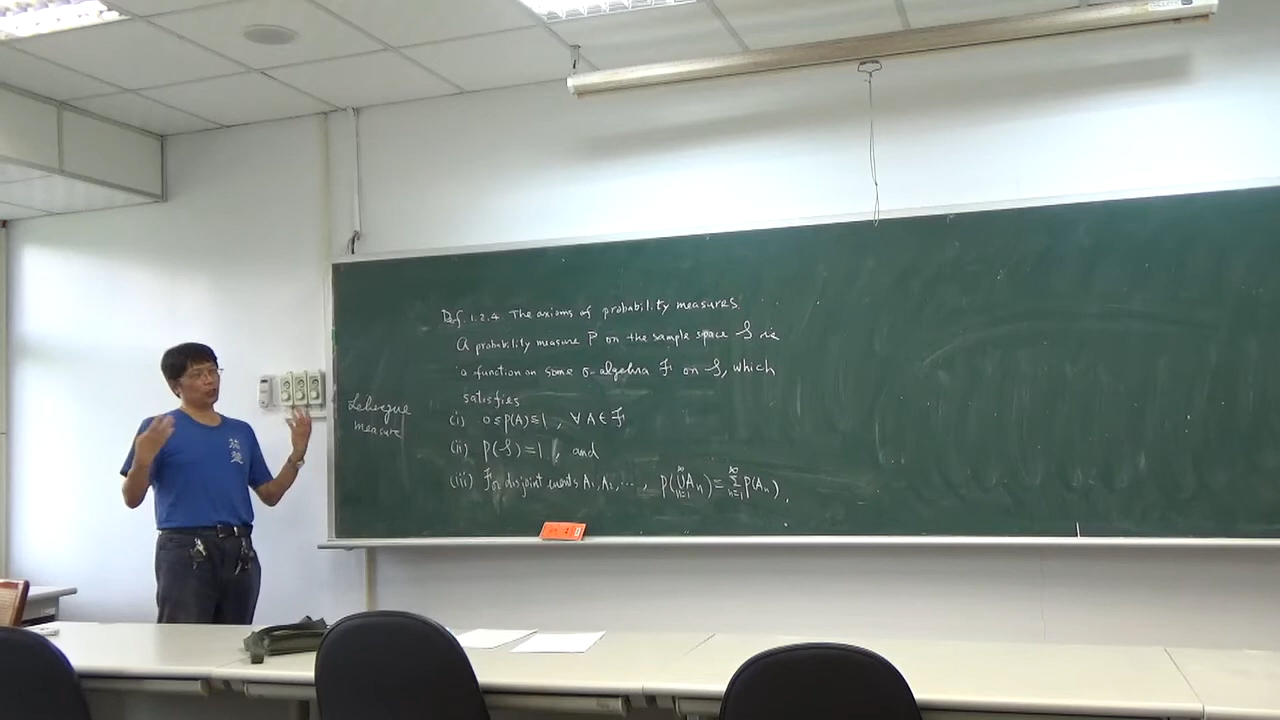 Def. 1.2.4. The axioms of probability measures.
A probability measure P on the sample space S is
a function on some σ-algebra F on S, which
satisfies
(i) 0≤P(A)≤1, ∀A∈F
(ii) P(S)=1, and
(iii) For disjoint events A₁, A₂, ⋯, P(⋃ₙ₌₁^∞ Aₙ)=∑ₙ₌₁^∞ P(Aₙ).
Lebesgue
measure